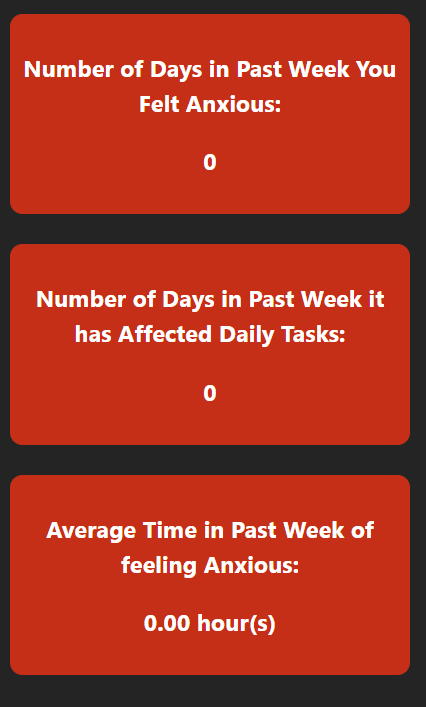 Number of Days in Past Week You
Felt Anxious:
0
Number of Days in Past Week it
has Affected Daily Tasks:
0
Average Time in Past Week of
feeling Anxious:
0.00 hour(s)